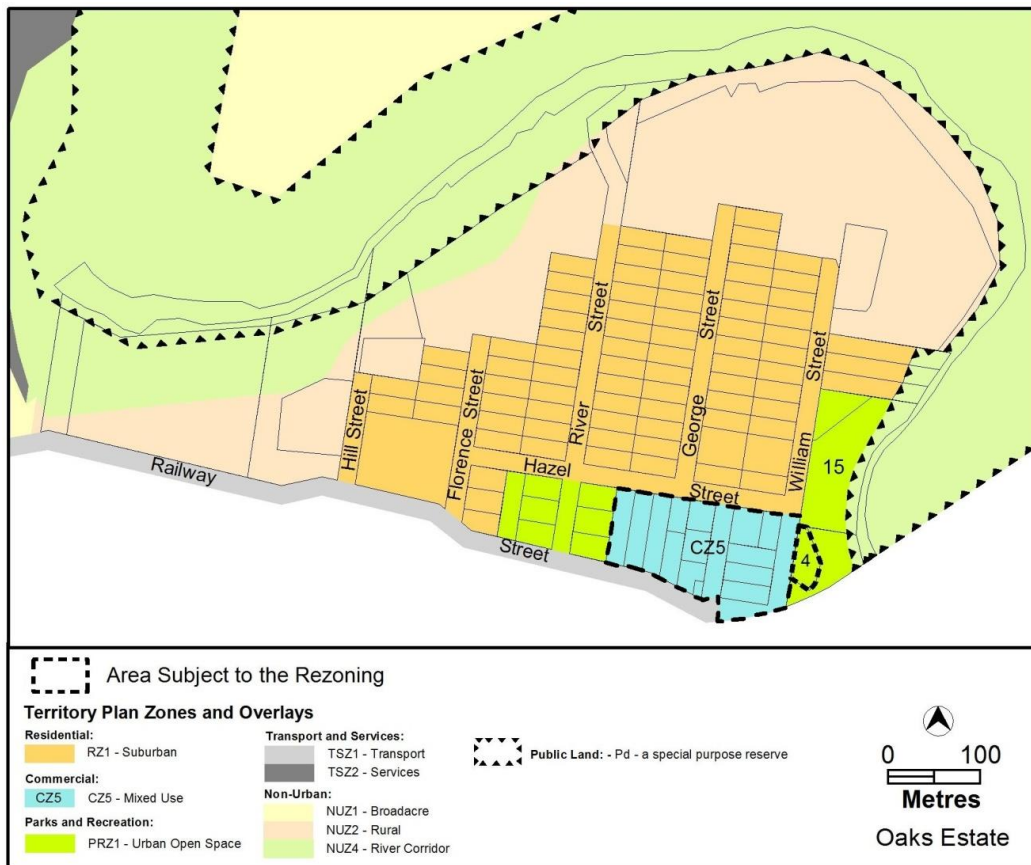 Street
Street
Street
Hill Street
Florence Street
River
George
William
Railway
Hazel
Street
Street
15
CZ5
4
Area Subject to the Rezoning
Territory Plan Zones and Overlays
Residential:
RZ1 - Suburban
Commercial:
CZ5 CZ5 - Mixed Use
Parks and Recreation:
PRZ1 - Urban Open Space
Transport and Services:
TSZ1 - Transport
TSZ2 - Services
Non-Urban:
NUZ1 - Broadacre
NUZ2 - Rural
NUZ4 - River Corridor
Public Land: - Pd - a special purpose reserve
0 100
Metres
Oaks Estate